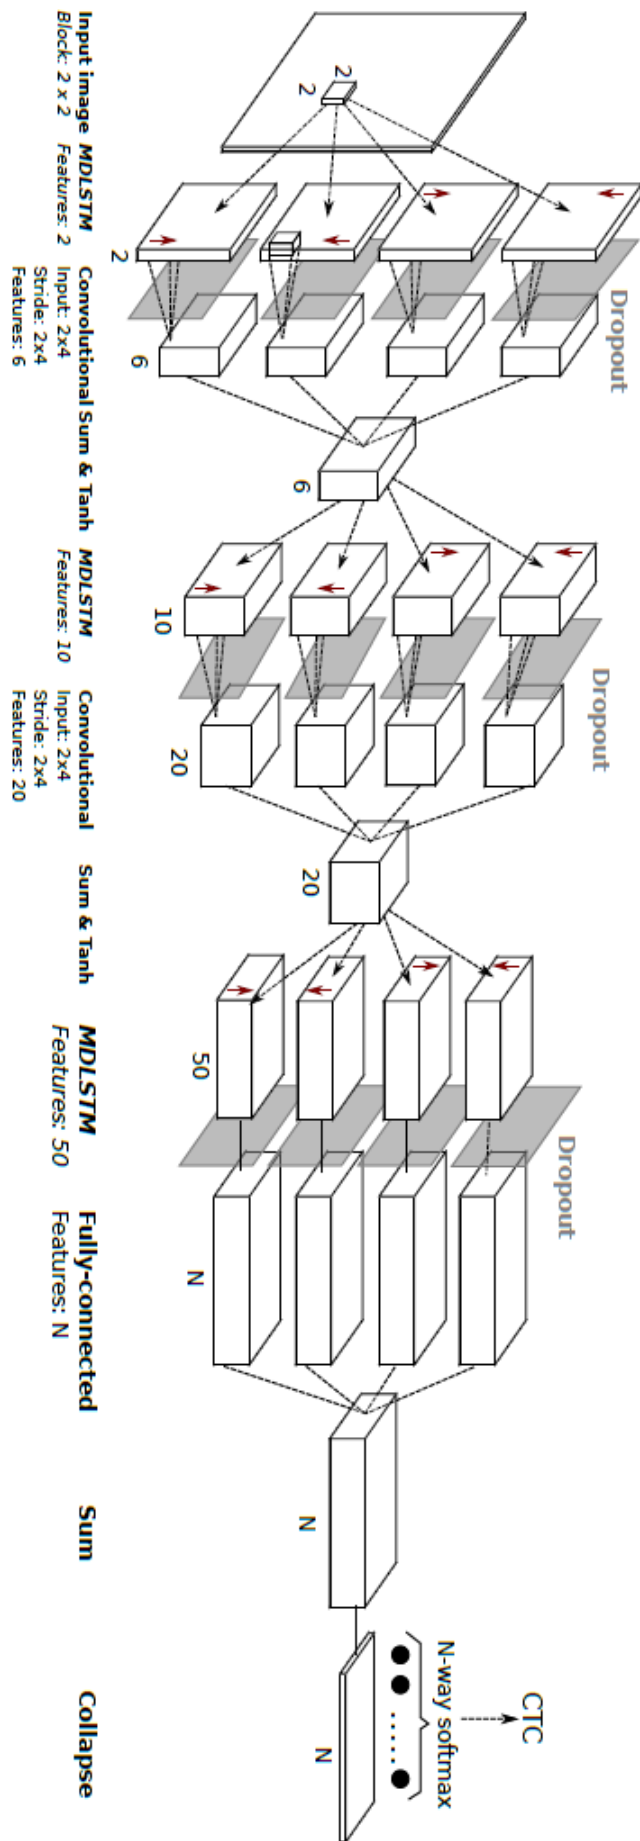 Input image
Block: 2 x 2
MDLSTM
Features: 2
Convolutional
Input: 2x4
Stride: 2x4
Features: 6
Sum & Tanh
MDLSTM
Features: 10
Convolutional
Input: 2x4
Stride: 2x4
Features: 20
Sum & Tanh
MDLSTM
Features: 50
Fully-connected
Features: N
Sum
Collapse
2
2
2
6
6
10
20
20
50
N
N
N
Dropout
Dropout
Dropout
N-way softmax
......
CTC